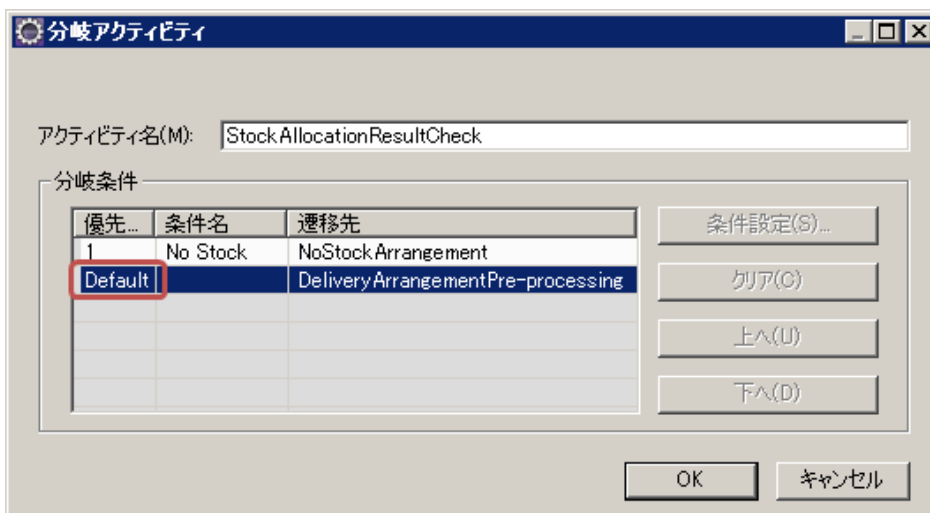 分岐アクティビティ
アクティビティ名(M): StockAllocationResultCheck
分岐条件
優先... 条件名 遷移先
1 No Stock NoStockArrangement
Default DeliveryArrangementPre-processing
条件設定(S)...
クリア(C)
上へ(U)
下へ(D)
OK キャンセル